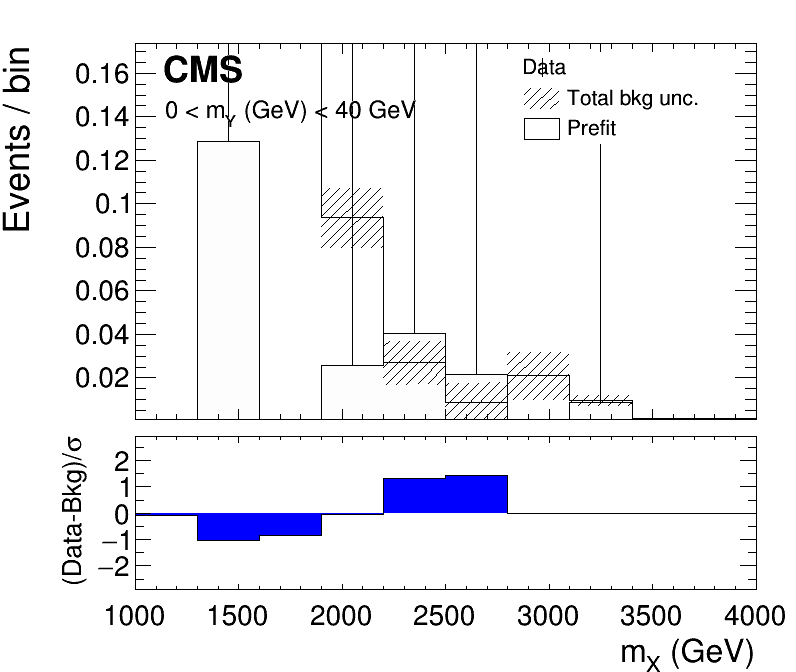 Events / bin
CMS
0 < mY (GeV) < 40 GeV
Data
Total bkg unc.
Prefit
0.16
0.14
0.12
0.1
0.08
0.06
0.04
0.02
(Data-Bkg)/σ
2
1
0
−1
−2
1000 1500 2000 2500 3000 3500 4000
mX (GeV)